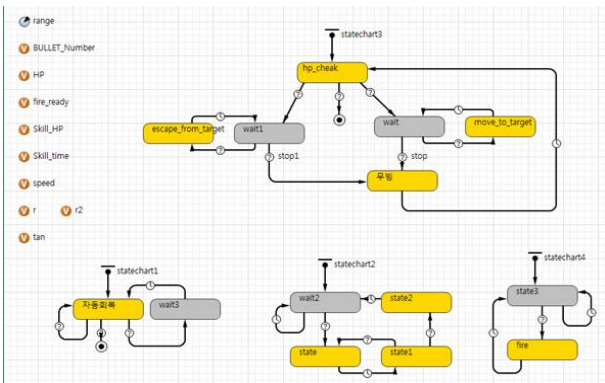 range
statechart3
BULLET_Number
hp_cheak
HP
fire_ready
Skill_HP
escape_from_target
wait1
wait
move_to_target
Skill_time
stop1
stop
speed
무빙
r
r2
tan
statechart1
statechart2
statechart4
자동회복
wait3
wait2
state2
state3
state
state1
fire